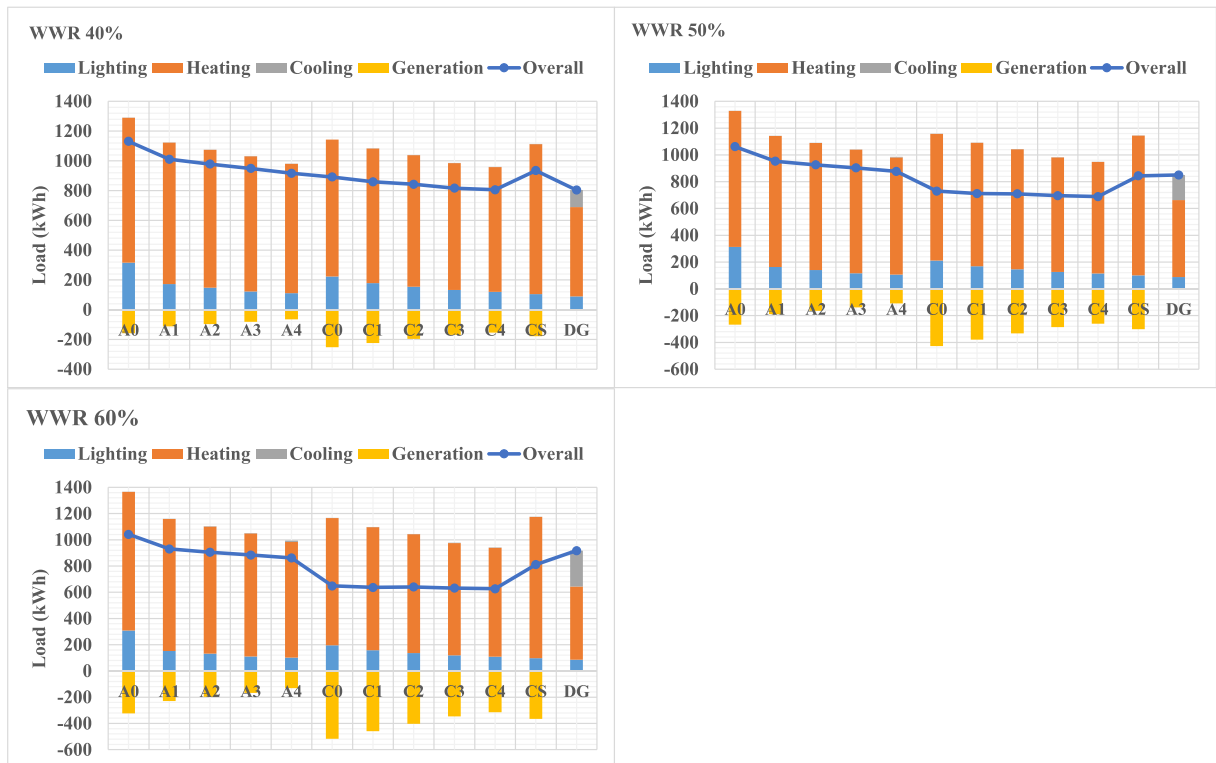 WWR 40%
Lighting Heating Cooling Generation Overall
1400
1200
1000
800
600
400
200
0
-200
-400
Load (kWh)
A0 A1 A2 A3 A4 C0 C1 C2 C3 C4 CS DG
WWR 50%
Lighting Heating Cooling Generation Overall
1400
1200
1000
800
600
400
200
0
-200
-400
-600
Load (kWh)
A0 A1 A2 A3 A4 C0 C1 C2 C3 C4 CS DG
WWR 60%
Lighting Heating Cooling Generation Overall
1400
1200
1000
800
600
400
200
0
-200
-400
-600
Load (kWh)
A0 A1 A2 A3 A4 C0 C1 C2 C3 C4 CS DG